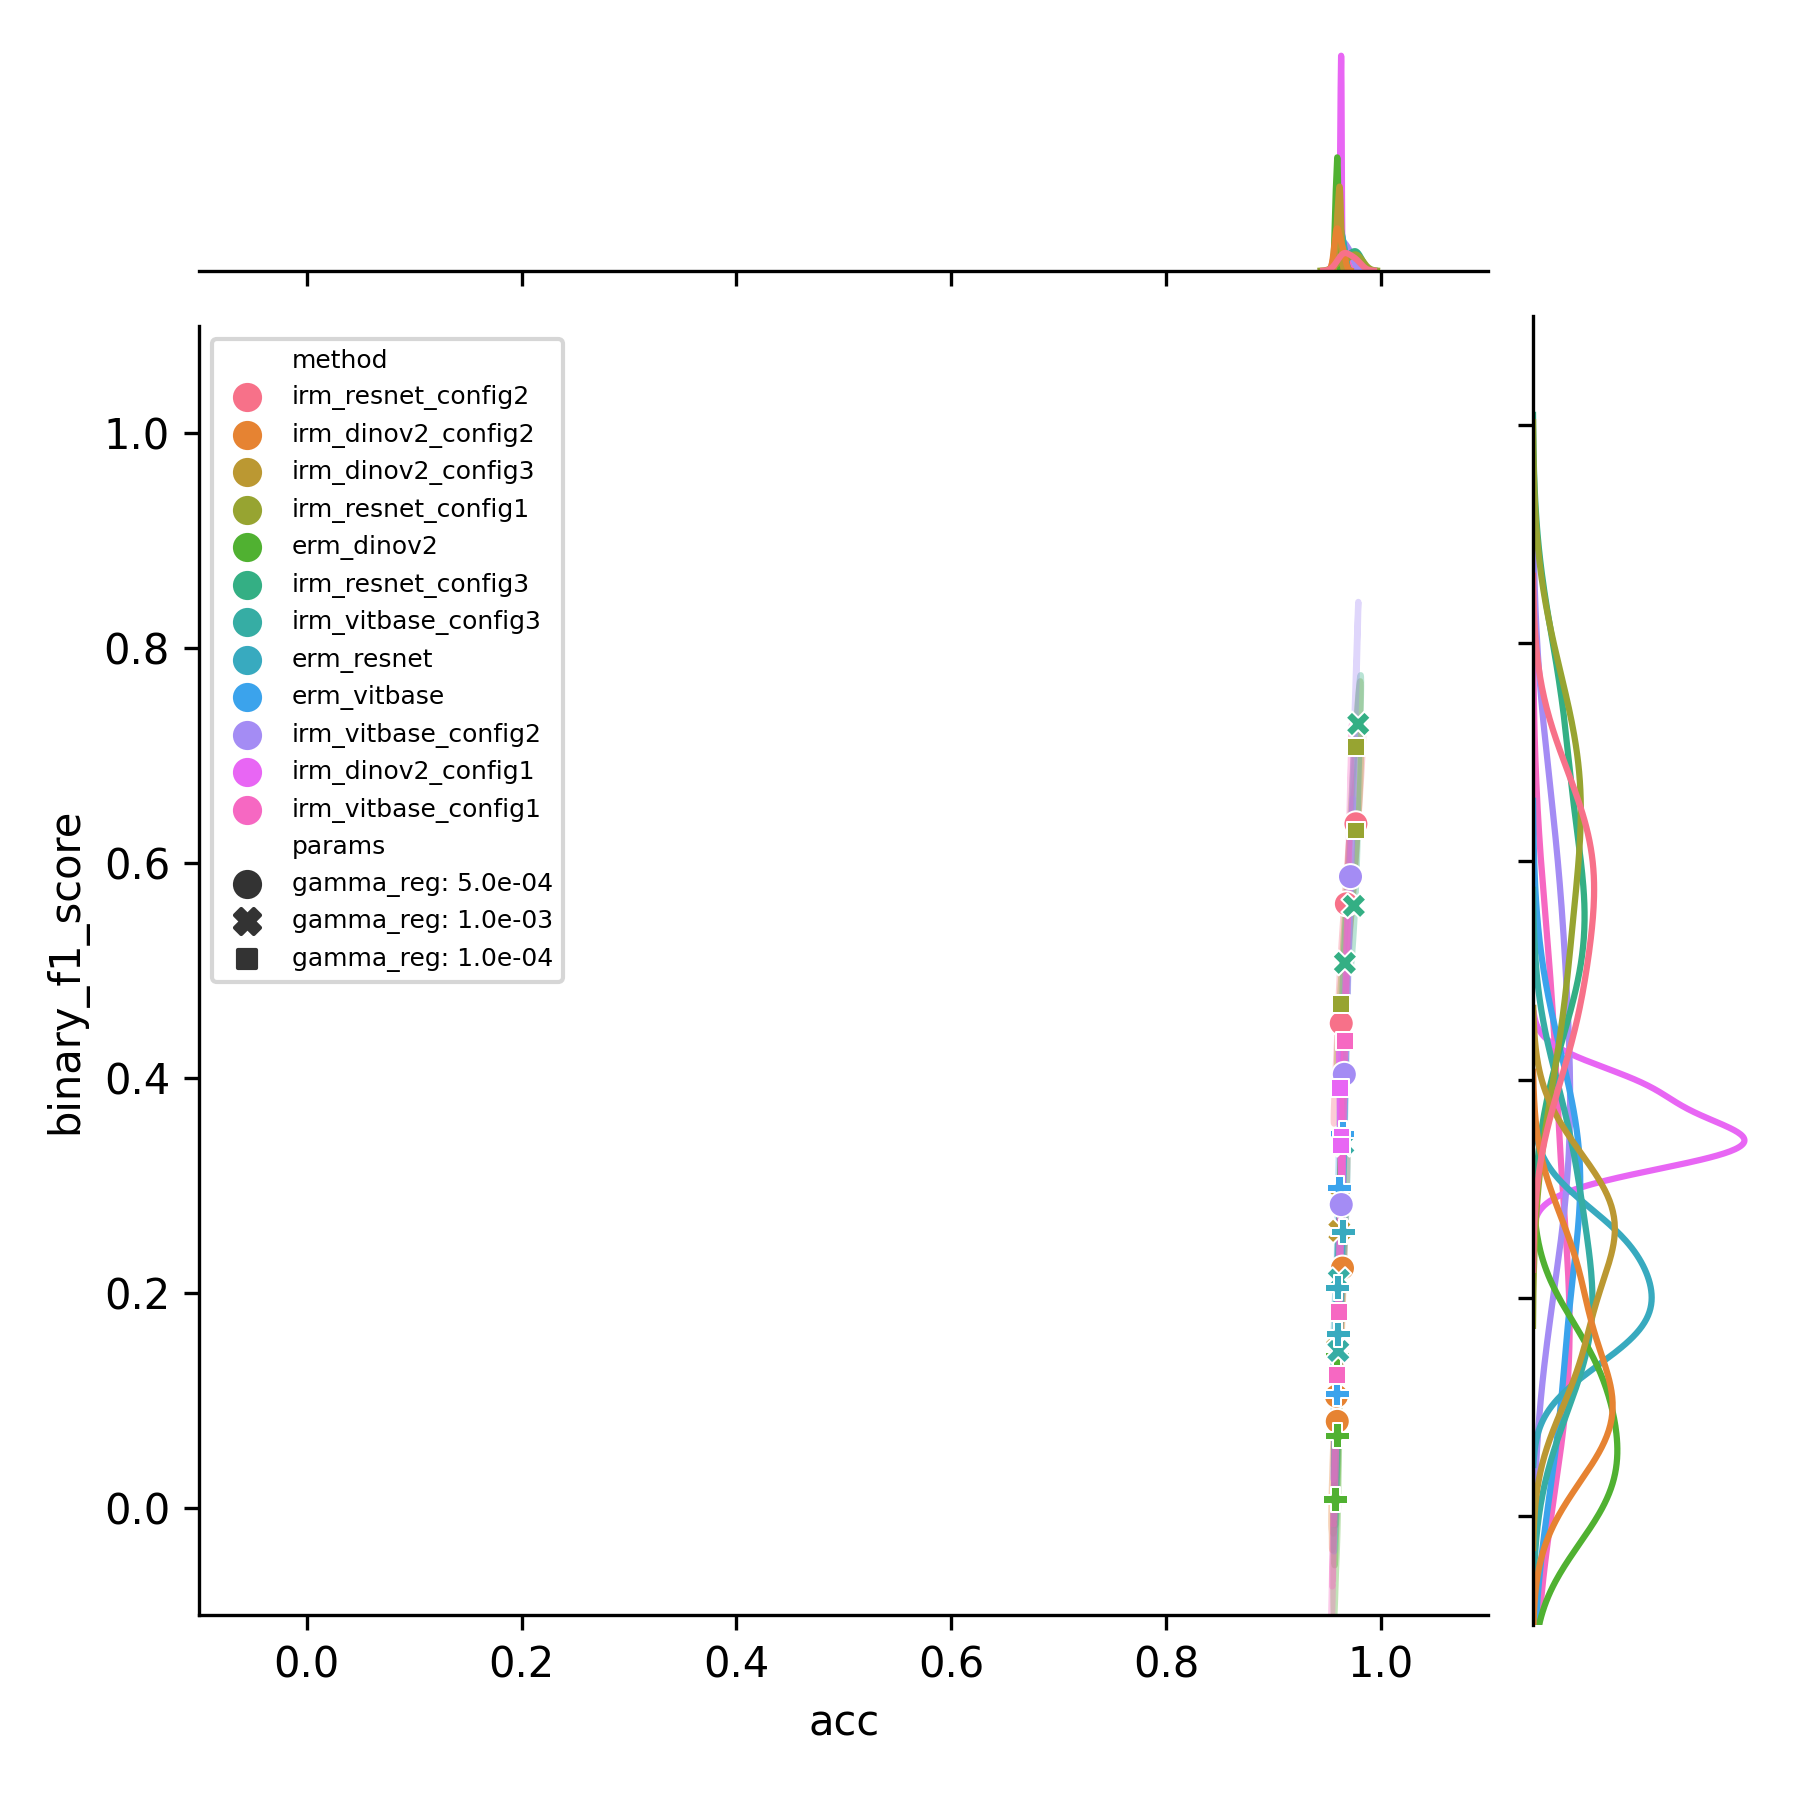 method
irm_resnet_config2
irm_dinov2_config2
irm_dinov2_config3
irm_resnet_config1
erm_dinov2
irm_resnet_config3
irm_vitbase_config3
erm_resnet
erm_vitbase
irm_vitbase_config2
irm_dinov2_config1
irm_vitbase_config1
params
gamma_reg: 5.0e-04
gamma_reg: 1.0e-03
gamma_reg: 1.0e-04
1.0
0.8
0.6
0.4
0.2
0.0
binary_f1_score
0.0 0.2 0.4 0.6 0.8 1.0
acc